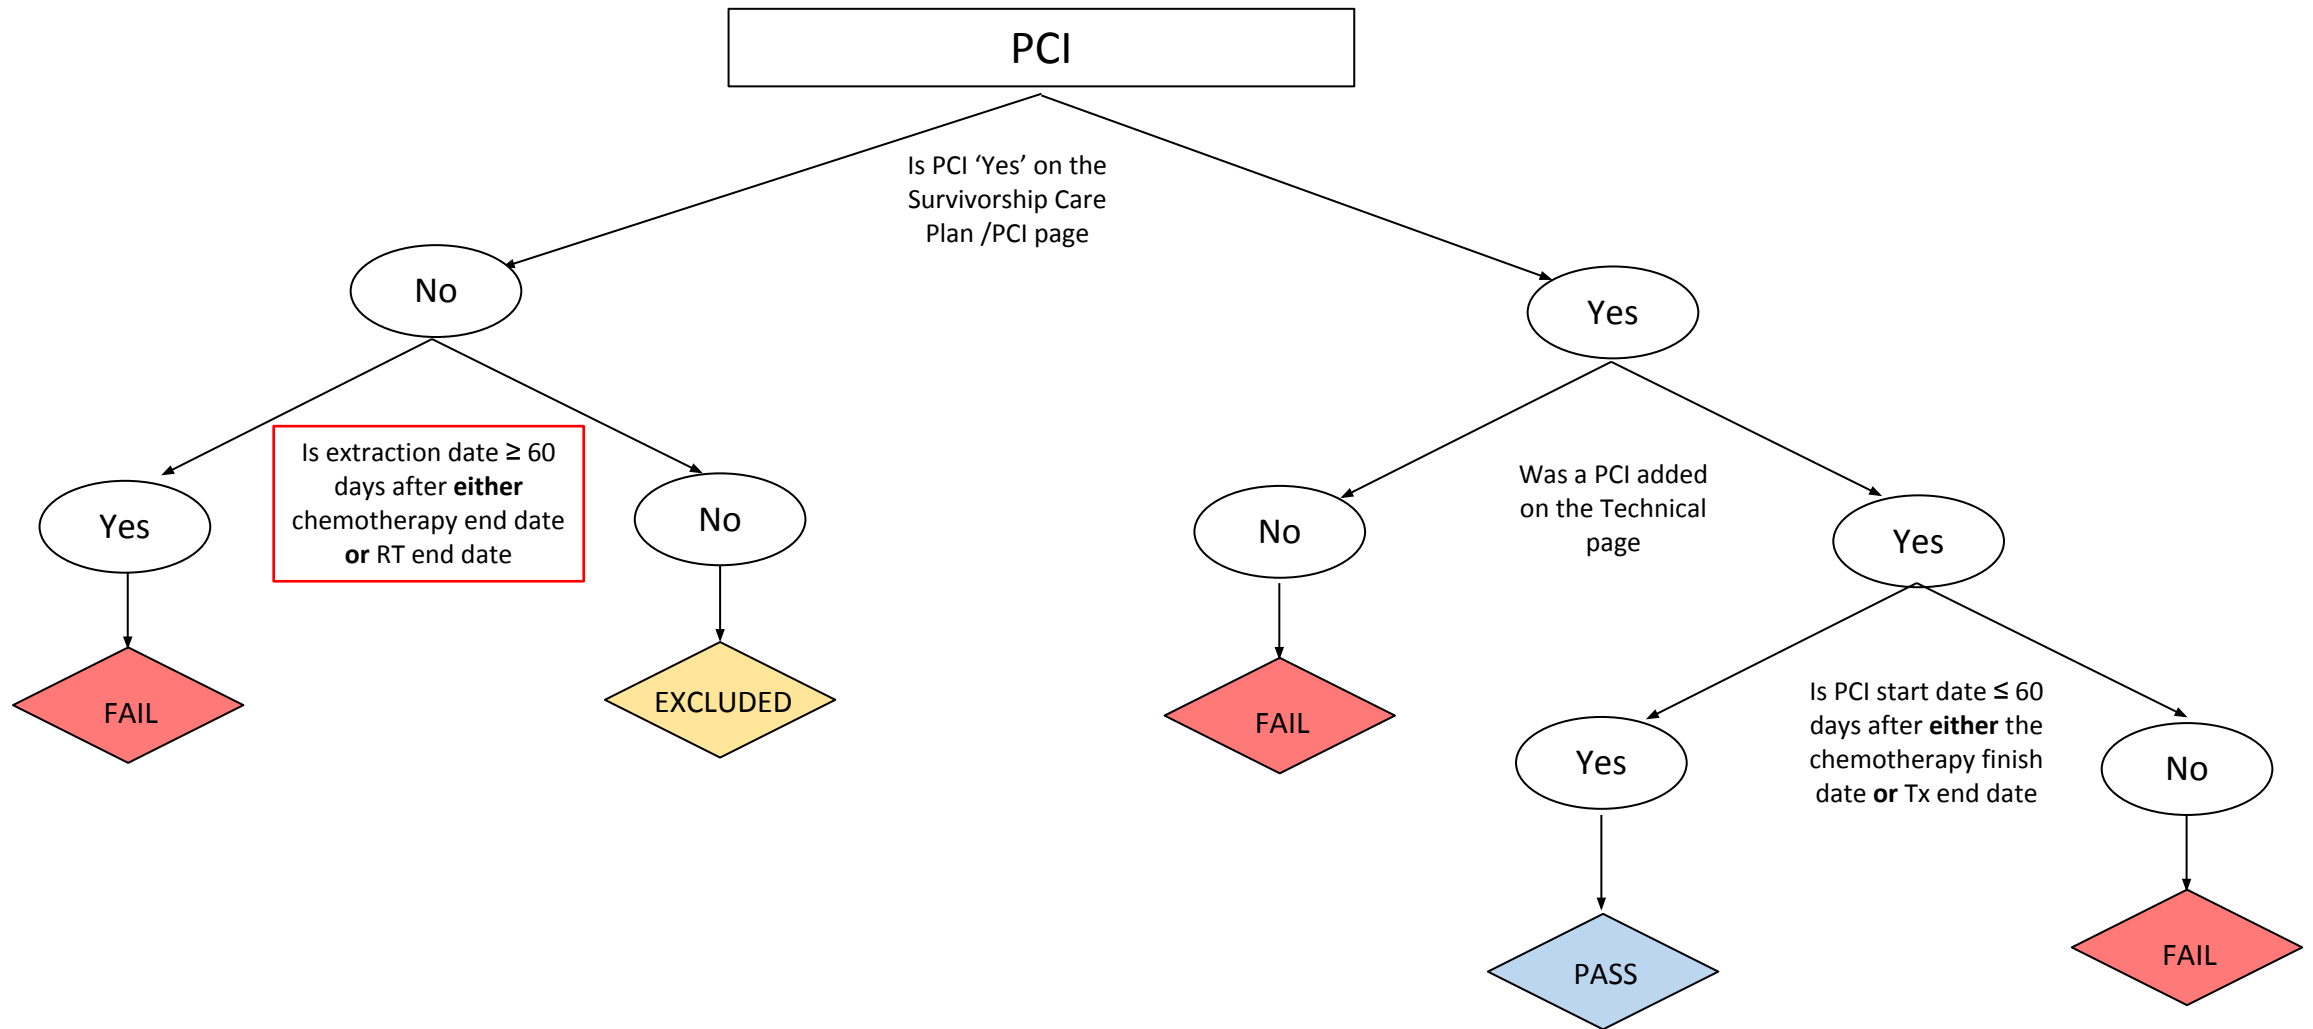 PCI
Is PCI ‘Yes’ on the
Survivorship Care
Plan /PCI page
No
Yes
Is extraction date ≥ 60
days after either
chemotherapy end date
or RT end date
Yes
No
Was a PCI added
on the Technical
page
No
Yes
FAIL
EXCLUDED
FAIL
Is PCI start date ≤ 60
days after either the
chemotherapy finish
date or Tx end date
Yes
No
PASS
FAIL